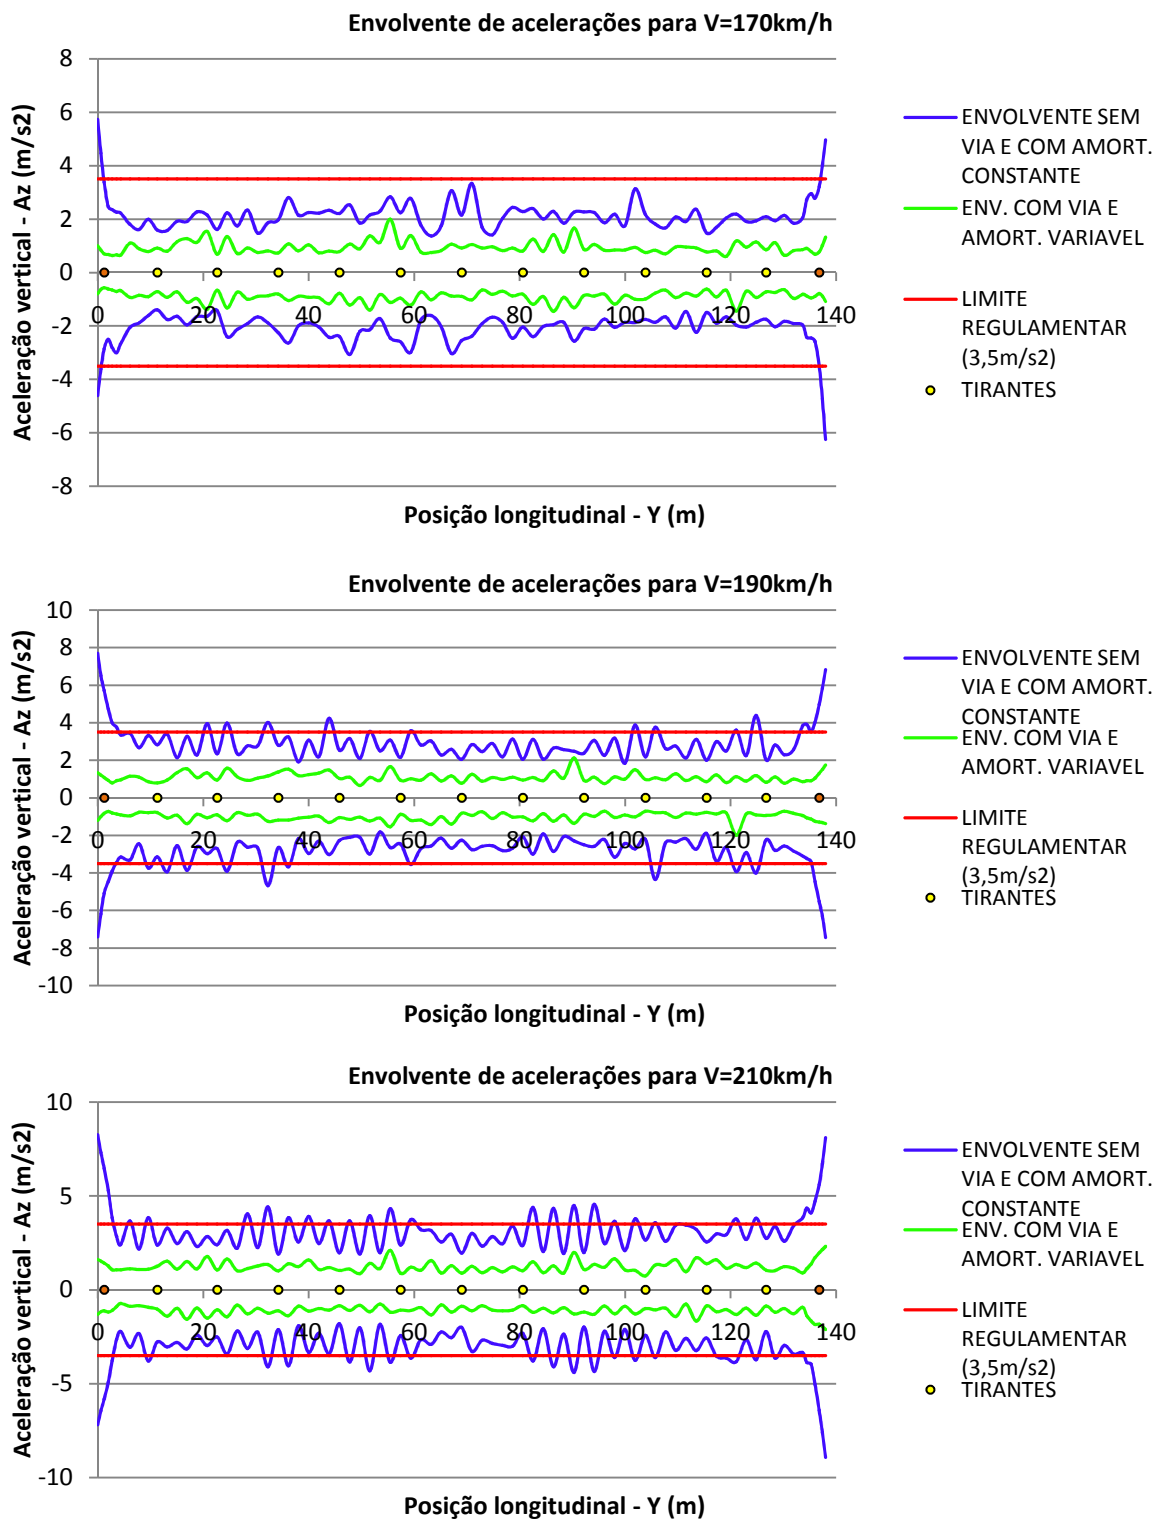 Envolvente de acelerações para V=170km/h
8
6
4
2
0
-2
-4
-6
-8
0 20 40 60 80 100 120 140
Aceleração vertical - Az (m/s2)
Posição longitudinal - Y (m)
ENVOLVENTE SEM
VIA E COM AMORT.
CONSTANTE
ENV. COM VIA E
AMORT. VARIAVEL
LIMITE
REGULAMENTAR
(3,5m/s2)
TIRANTES
Envolvente de acelerações para V=190km/h
10
8
6
4
2
0
-2
-4
-6
-8
-10
0 20 40 60 80 100 120 140
Aceleração vertical - Az (m/s2)
Posição longitudinal - Y (m)
ENVOLVENTE SEM
VIA E COM AMORT.
CONSTANTE
ENV. COM VIA E
AMORT. VARIAVEL
LIMITE
REGULAMENTAR
(3,5m/s2)
TIRANTES
Envolvente de acelerações para V=210km/h
10
5
0
-5
-10
0 20 40 60 80 100 120 140
Aceleração vertical - Az (m/s2)
Posição longitudinal - Y (m)
ENVOLVENTE SEM
VIA E COM AMORT.
CONSTANTE
ENV. COM VIA E
AMORT. VARIAVEL
LIMITE
REGULAMENTAR
(3,5m/s2)
TIRANTES